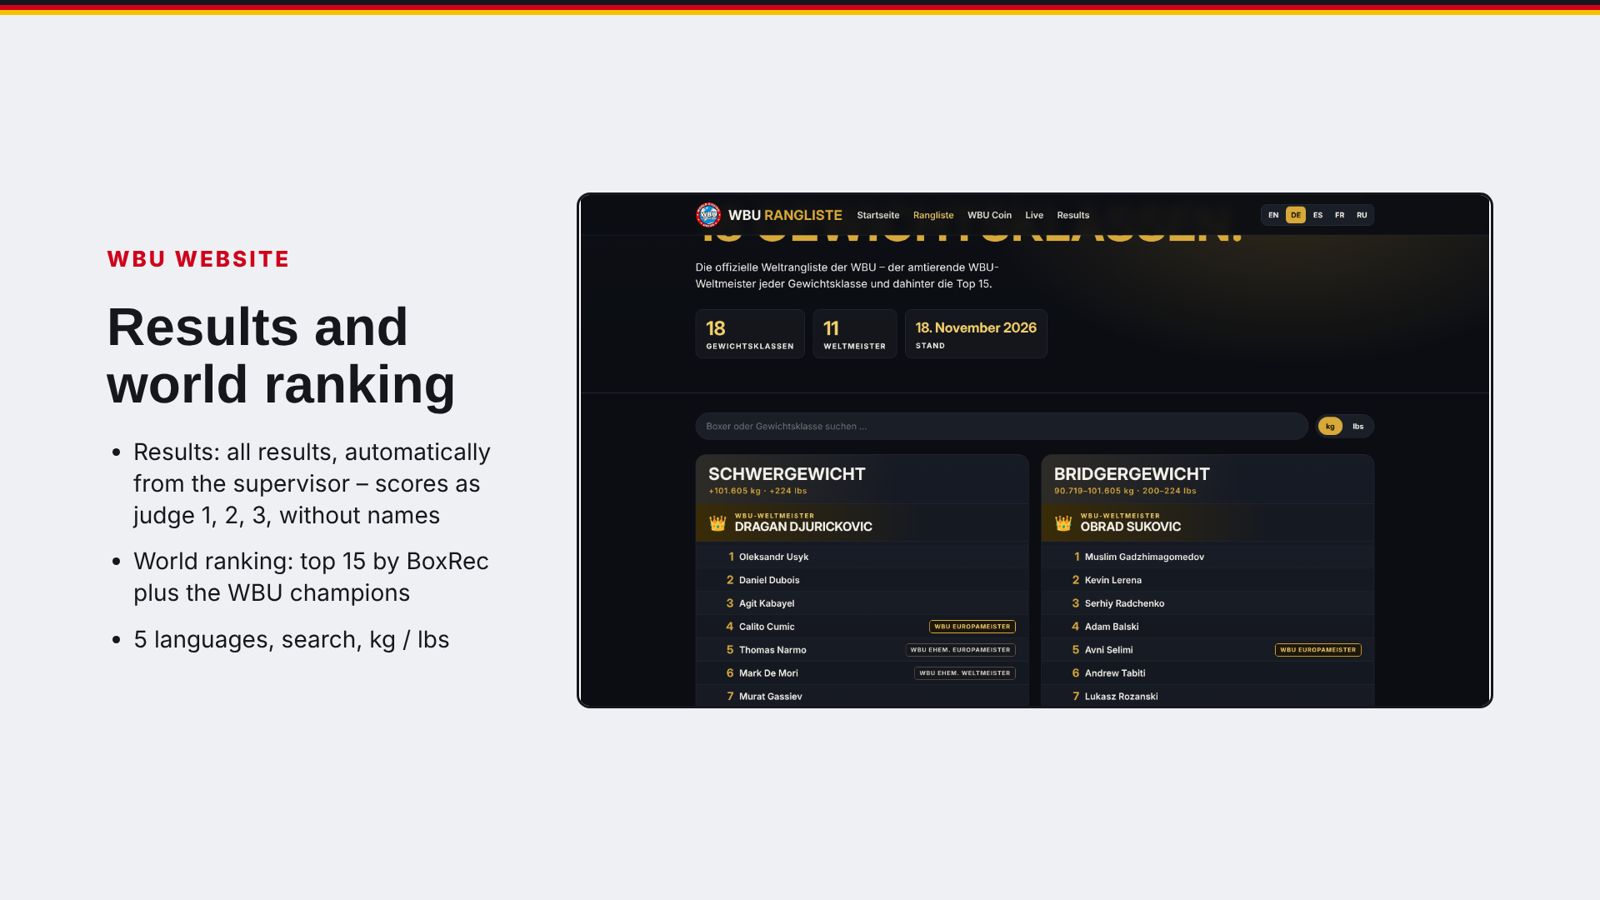 WBU WEBSITE
Results and
world ranking
• Results: all results, automatically
from the supervisor – scores as
judge 1, 2, 3, without names
• World ranking: top 15 by BoxRec
plus the WBU champions
• 5 languages, search, kg / lbs
WBU RANGLISTE Startseite Rangliste WBU Coin Live Results EN DE ES FR RU
Die offizielle Weltrangliste der WBU – der amtierende WBU-
Weltmeister jeder Gewichtsklasse und dahinter die Top 15.
18 11 18. November 2026
GEWICHTSKLASSEN WELTMEISTER STAND
Boxer oder Gewichtsklasse suchen ... kg lbs
SCHWERGEWICHT
+101.605 kg · +224 lbs
WBU-WELTMEISTER
DRAGAN DJURICKOVIC
1 Oleksandr Usyk
2 Daniel Dubois
3 Agit Kabayel
4 Calito Cumic WBU EUROPAMEISTER
5 Thomas Narmo WBU EHEM. EUROPAMEISTER
6 Mark De Mori WBU EHEM. WELTMEISTER
7 Murat Gassiev
BRIDGERGEWICHT
90.719–101.605 kg · 200–224 lbs
WBU-WELTMEISTER
OBRAD SUKOVIC
1 Muslim Gadzhimagomedov
2 Kevin Lerena
3 Serhiy Radchenko
4 Adam Balski
5 Avni Selimi WBU EUROPAMEISTER
6 Andrew Tabiti
7 Lukasz Rozanski